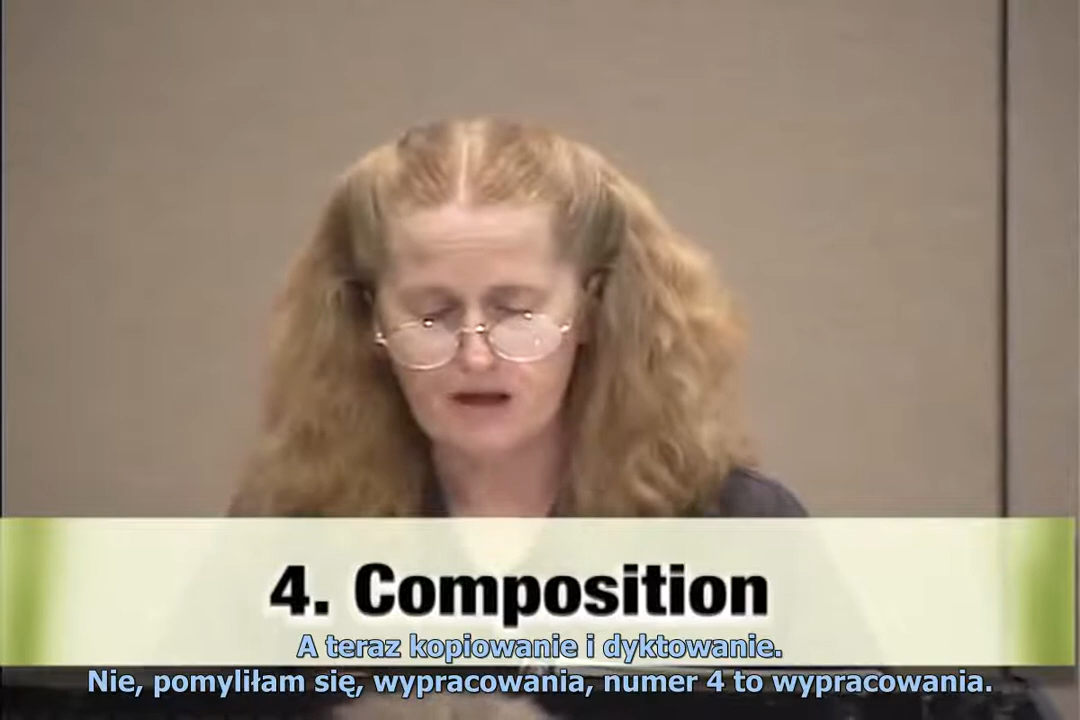 4. Composition
A teraz kopiowanie i dyktowanie.
Nie, pomyliłam się, wypracowania, numer 4 to wypracowania.